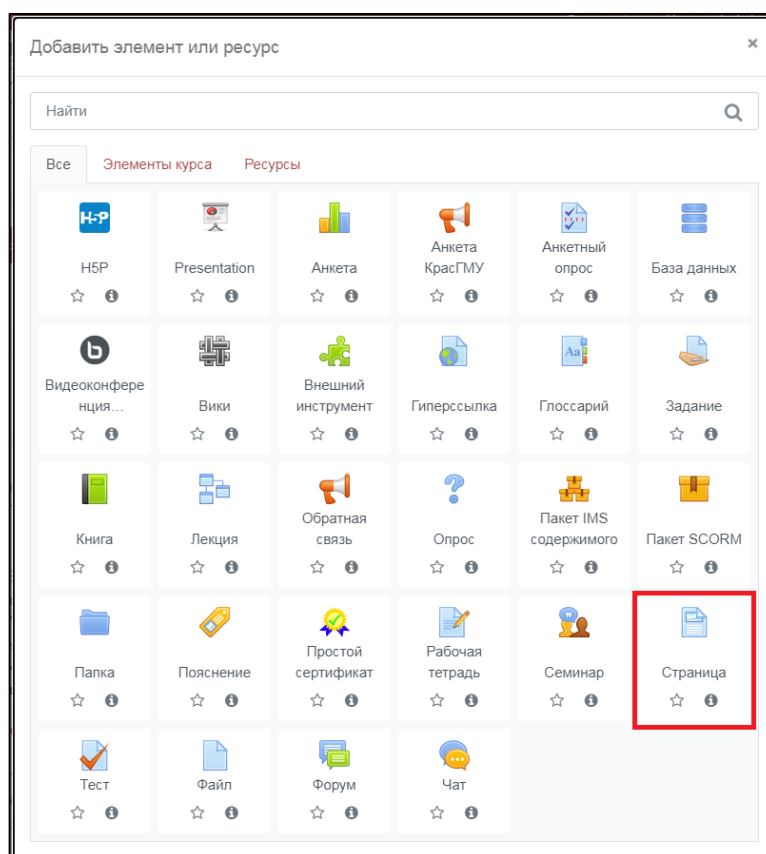 Добавить элемент или ресурс ×
Найти
Все Элементы курса Ресурсы
H5P Presentation Анкета Анкета КрасГМУ Анкетный опрос База данных
Видеоконфере нция... Вики Внешний инструмент Гиперссылка Глоссарий Задание
Книга Лекция Обратная связь Опрос Пакет IMS содержимого Пакет SCORM
Папка Пояснение Простой сертификат Рабочая тетрадь Семинар Страница
Тест Файл Форум Чат